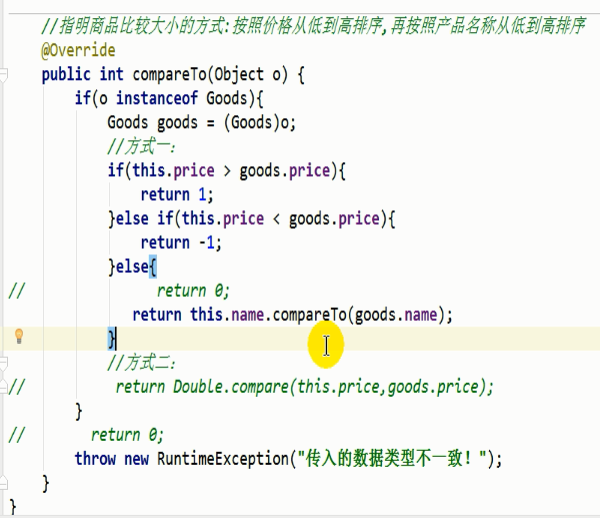 //指明商品比较大小的方式:按照价格从低到高排序,再按照产品名称从低到高排序
@Override
public int compareTo(Object o) {
if(o instanceof Goods){
Goods goods = (Goods)o;
//方式一:
if(this.price > goods.price){
return 1;
}else if(this.price < goods.price){
return -1;
}else{
// return 0;
return this.name.compareTo(goods.name);
}
//方式二:
// return Double.compare(this.price,goods.price);
}
// return 0;
throw new RuntimeException("传入的数据类型不一致!");
}
}